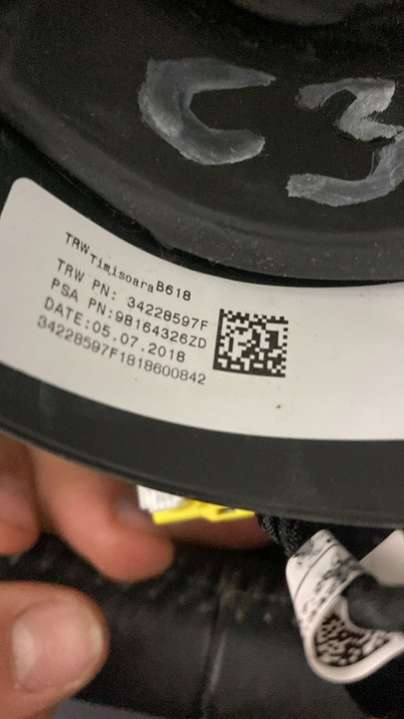 C3
TRW Timisoara B618
TRW PN: 34228597F
PSA PN:98164326ZD
DATE:05.07.2018
34228597F1818600842